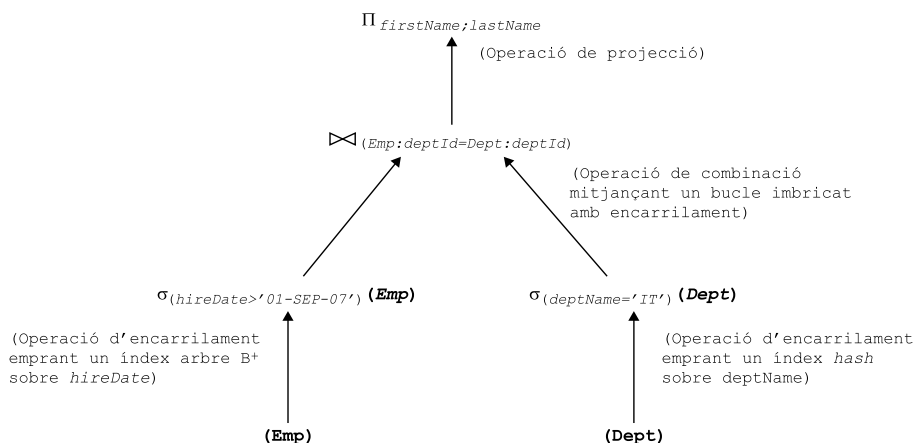 Π firstName;lastName
(Operació de projecció)
⋈ (Emp:deptId=Dept:deptId)
(Operació de combinació
mitjançant un bucle imbricat
amb encarrilament)
σ(hireDate>'01-SEP-07') (Emp)
σ(deptName='IT') (Dept)
(Operació d'encarrilament
emprant un índex arbre B+
sobre hireDate)
(Operació d'encarrilament
emprant un índex hash
sobre deptName)
(Emp)
(Dept)